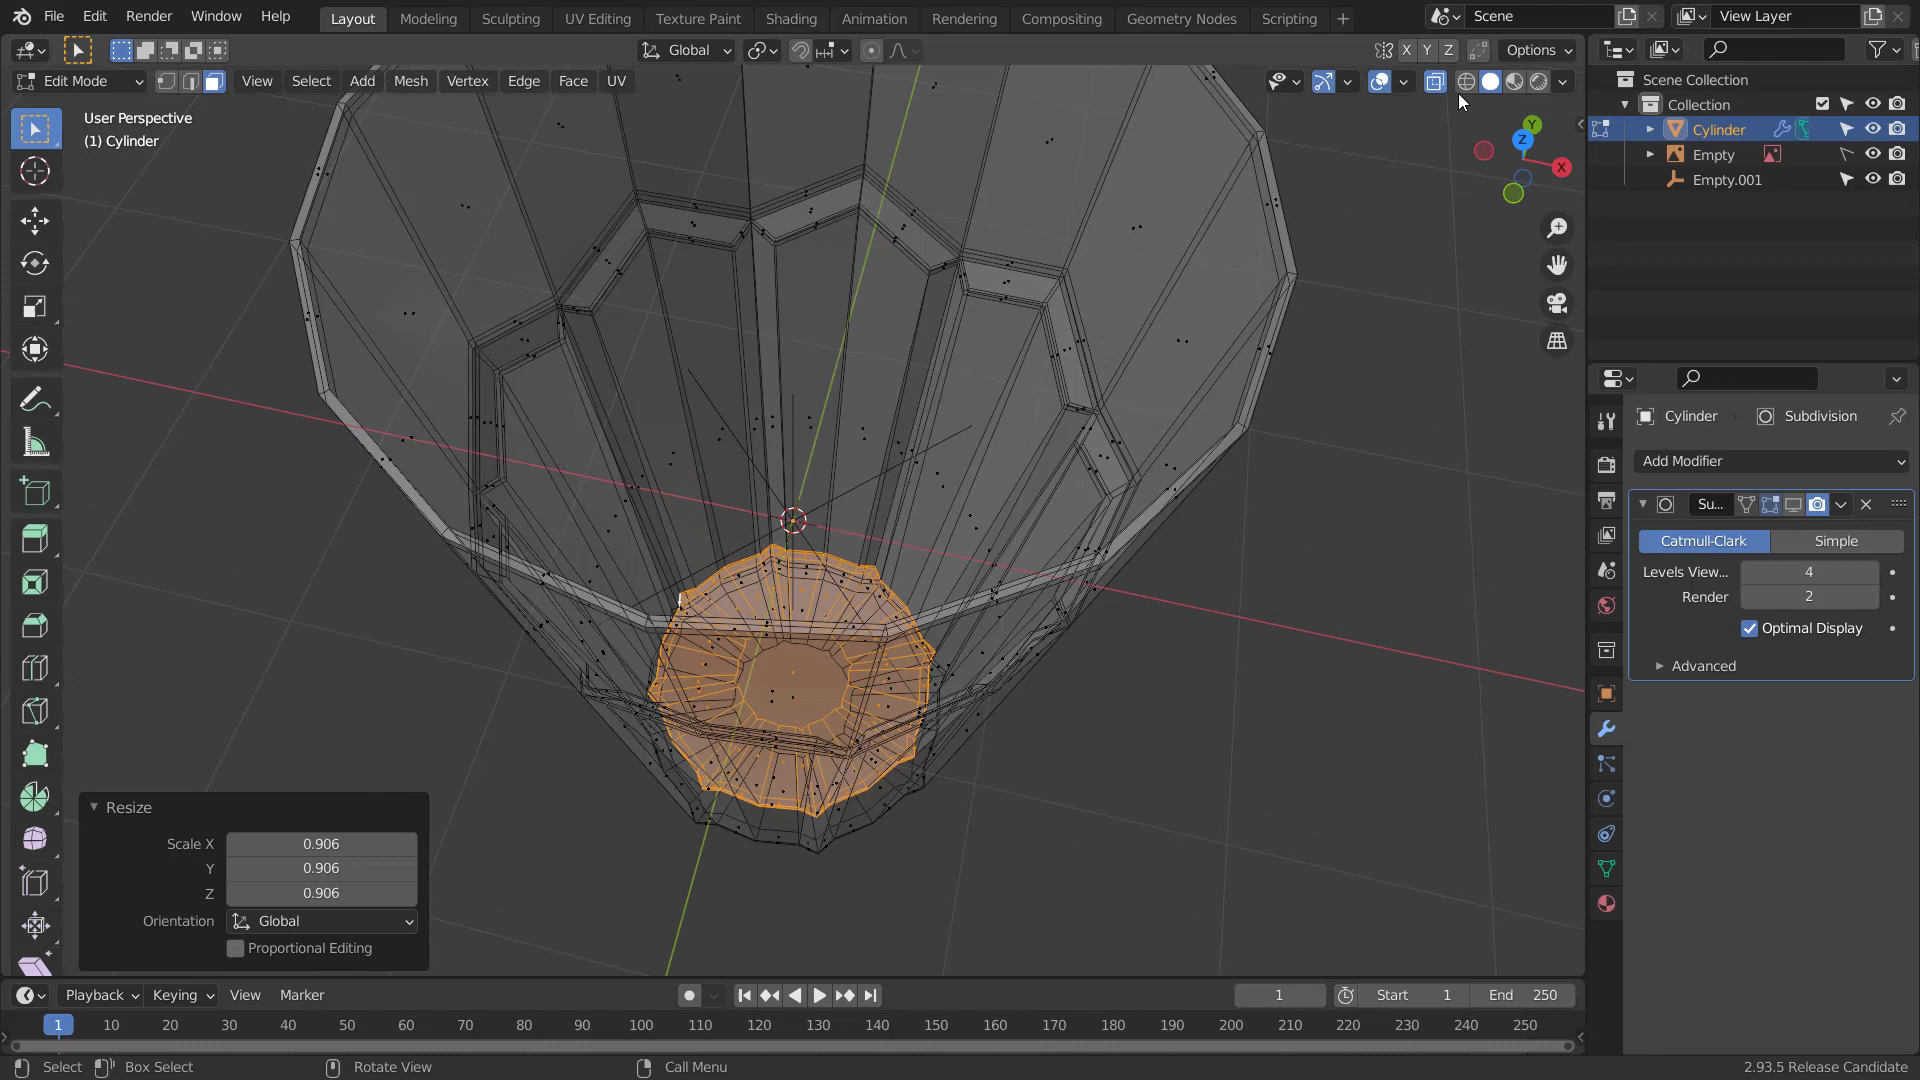 File Edit Render Window Help Layout Modeling Sculpting UV Editing Texture Paint Shading Animation Rendering Compositing Geometry Nodes Scripting + Scene View Layer
Global X Y Z Options
Edit Mode View Select Add Mesh Vertex Edge Face UV
User Perspective
(1) Cylinder
Y
Z
X
Scene Collection
Collection
Cylinder
Empty
Empty.001
Cylinder Subdivision
Add Modifier
Su...
Catmull-Clark Simple
Levels View... 4
Render 2
Optimal Display
Advanced
Resize
Scale X 0.906
Y 0.906
Z 0.906
Orientation Global
Proportional Editing
Playback Keying View Marker 1 Start 1 End 250
1 10 20 30 40 50 60 70 80 90 100 110 120 130 140 150 160 170 180 190 200 210 220 230 240 250
Select Box Select Rotate View Call Menu 2.93.5 Release Candidate